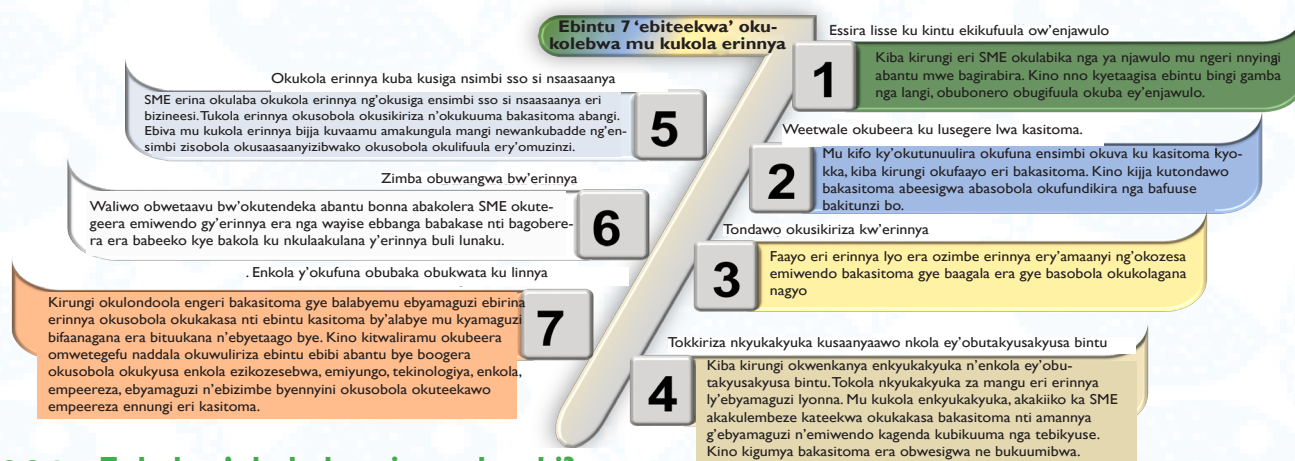 Ebintu 7 ‘ebiteekwa’ oku-
kolebwa mu kukola erinnya
Essira lisse ku kintu ekikufuula ow’enjawulo
1
Kiba kirungi eri SME okulabika nga ya njawulo mu ngeri nnyingi
abantu mwe bagirabira. Kino nno kyetaagisa ebintu bingi gamba
nga langi, obubonero obugifuula okuba ey’enjawulo.
Weetwale okubeera ku lusegere lwa kasitoma.
2
Mu kifo ky’okutunuulira okufuna ensimbi okuva ku kasitoma kyo-
kka, kiba kirungi okufaayo eri bakasitoma. Kino kijja kutondawo
bakasitoma abeesigwa abasobola okufundikira nga bafuuse
bakitunzi bo.
Tondawo okusikiriza kw’erinnya
3
Faayo eri erinnya lyo era ozimbe erinnya ery’amaanyi ng’okozesa
emiwendo bakasitoma gye baagala era gye basobola okukolagana
nagyo
Tokkiriza nkyukakyuka kusaanyaawo nkola ey’obutakyusakyusa bintu
4
Kiba kirungi okwenkanya enkyukakyuka n’enkola ey’obu-
takyusakyusa bintu. Tokola nkyukakyuka za mangu eri erinnya
ly’ebyamaguzi lyonna. Mu kukola enkyukakyuka, akakiiko ka SME
akakulembeze kateekwa okukakasa bakasitoma nti amannya
g’ebyamaguzi n’emiwendo kagenda kubikuuma nga tebikyuse.
Kino kigumya bakasitoma era obwesigwa ne bukuumibwa.
Okukola erinnya kuba kusiga nsimbi sso si nsaasaanya
5
SME erina okulaba okukola erinnya ng’okusiga ensimbi sso si nsaasaanya eri
bizineesi. Tukola erinnya okusobola okusikiriza n’okukuuma bakasitoma abangi.
Ebiva mu kukola erinnya bijja kuvaamu amakungula mangi newankubadde ng’en-
simbi zisobola okusaasaanyizibwako okusobola okulifuula ery’omuzinzi.
Zimba obuwangwa bw’erinnya
6
Waliwo obwetaavu bw’okutendeka abantu bonna abakolera SME okute-
geera emiwendo gy’erinnya era nga wayise ebbanga babakase nti bagobere-
ra era babeeko kye bakola ku nkulaakulana y’erinnya buli lunaku.
. Enkola y’okufuna obubaka obukwata ku linnya
7
Kirungi okulondoola engeri bakasitoma gye balabyemu ebyamaguzi ebirina
erinnya okusobola okukakasa nti ebintu kasitoma by’alabye mu kyamaguzi
bifaanagana era bituukana n’ebyetaago bye. Kino kitwaliramu okubeera
omwetegefu naddala okuwuliriza ebintu ebibi abantu bye boogera
okusobola okukyusa enkola ezikozesebwa, emiyungo, tekinologiya, enkola,
empeereza, ebyamaguzi n’ebizimbe byennyini okusobola okuteekawo
empeereza ennungi eri kasitoma.